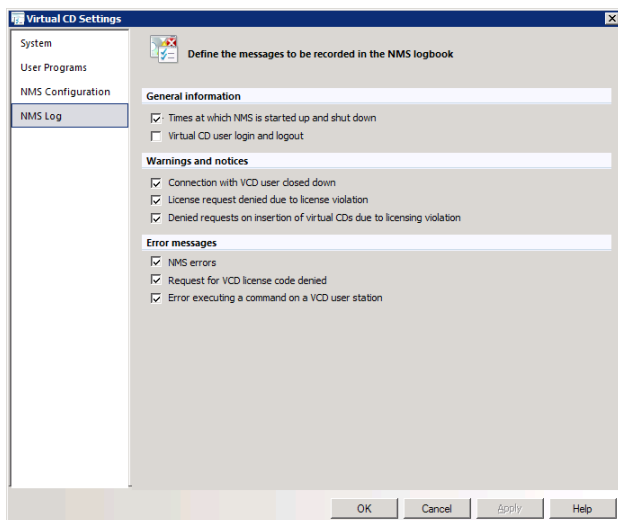 Virtual CD Settings
System
User Programs
NMS Configuration
NMS Log
Define the messages to be recorded in the NMS logbook
General information
Times at which NMS is started up and shut down
Virtual CD user login and logout
Warnings and notices
Connection with VCD user closed down
License request denied due to license violation
Denied requests on insertion of virtual CDs due to licensing violation
Error messages
NMS errors
Request for VCD license code denied
Error executing a command on a VCD user station
OK Cancel Apply Help